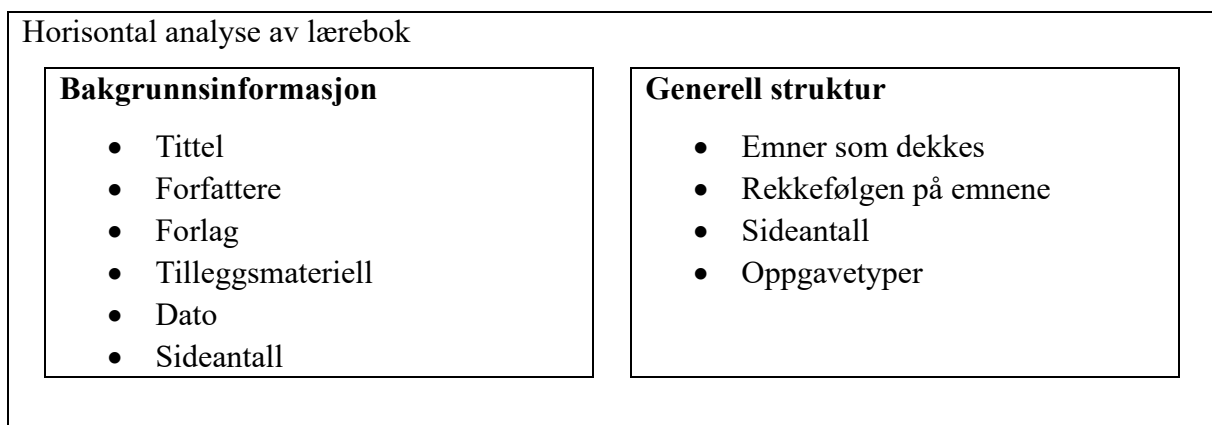 Horisontal analyse av lærebok
Bakgrunnsinformasjon
• Tittel
• Forfattere
• Forlag
• Tilleggsmateriell
• Dato
• Sideantall
Generell struktur
• Emner som dekkes
• Rekkefølgen på emnene
• Sideantall
• Oppgavetyper